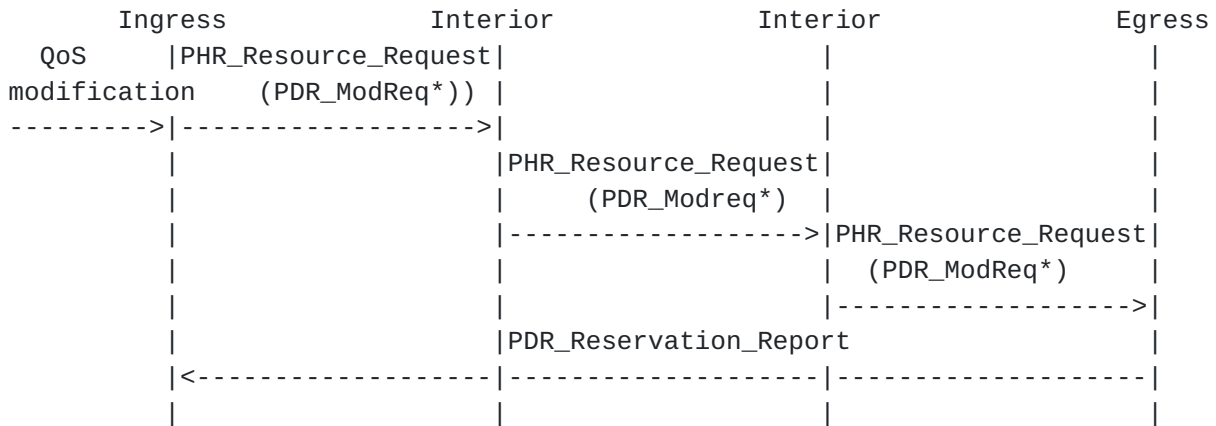 Ingress Interior Interior Egress
QoS |PHR_Resource_Request| | |
modification (PDR_ModReq*)) | | |
--------->|------------------->| | |
| |PHR_Resource_Request| |
| | (PDR_Modreq*) | |
| |------------------->|PHR_Resource_Request|
| | | (PDR_ModReq*) |
| | |------------------->|
| |PDR_Reservation_Report |
|<-------------------|--------------------|--------------------|
| | | |